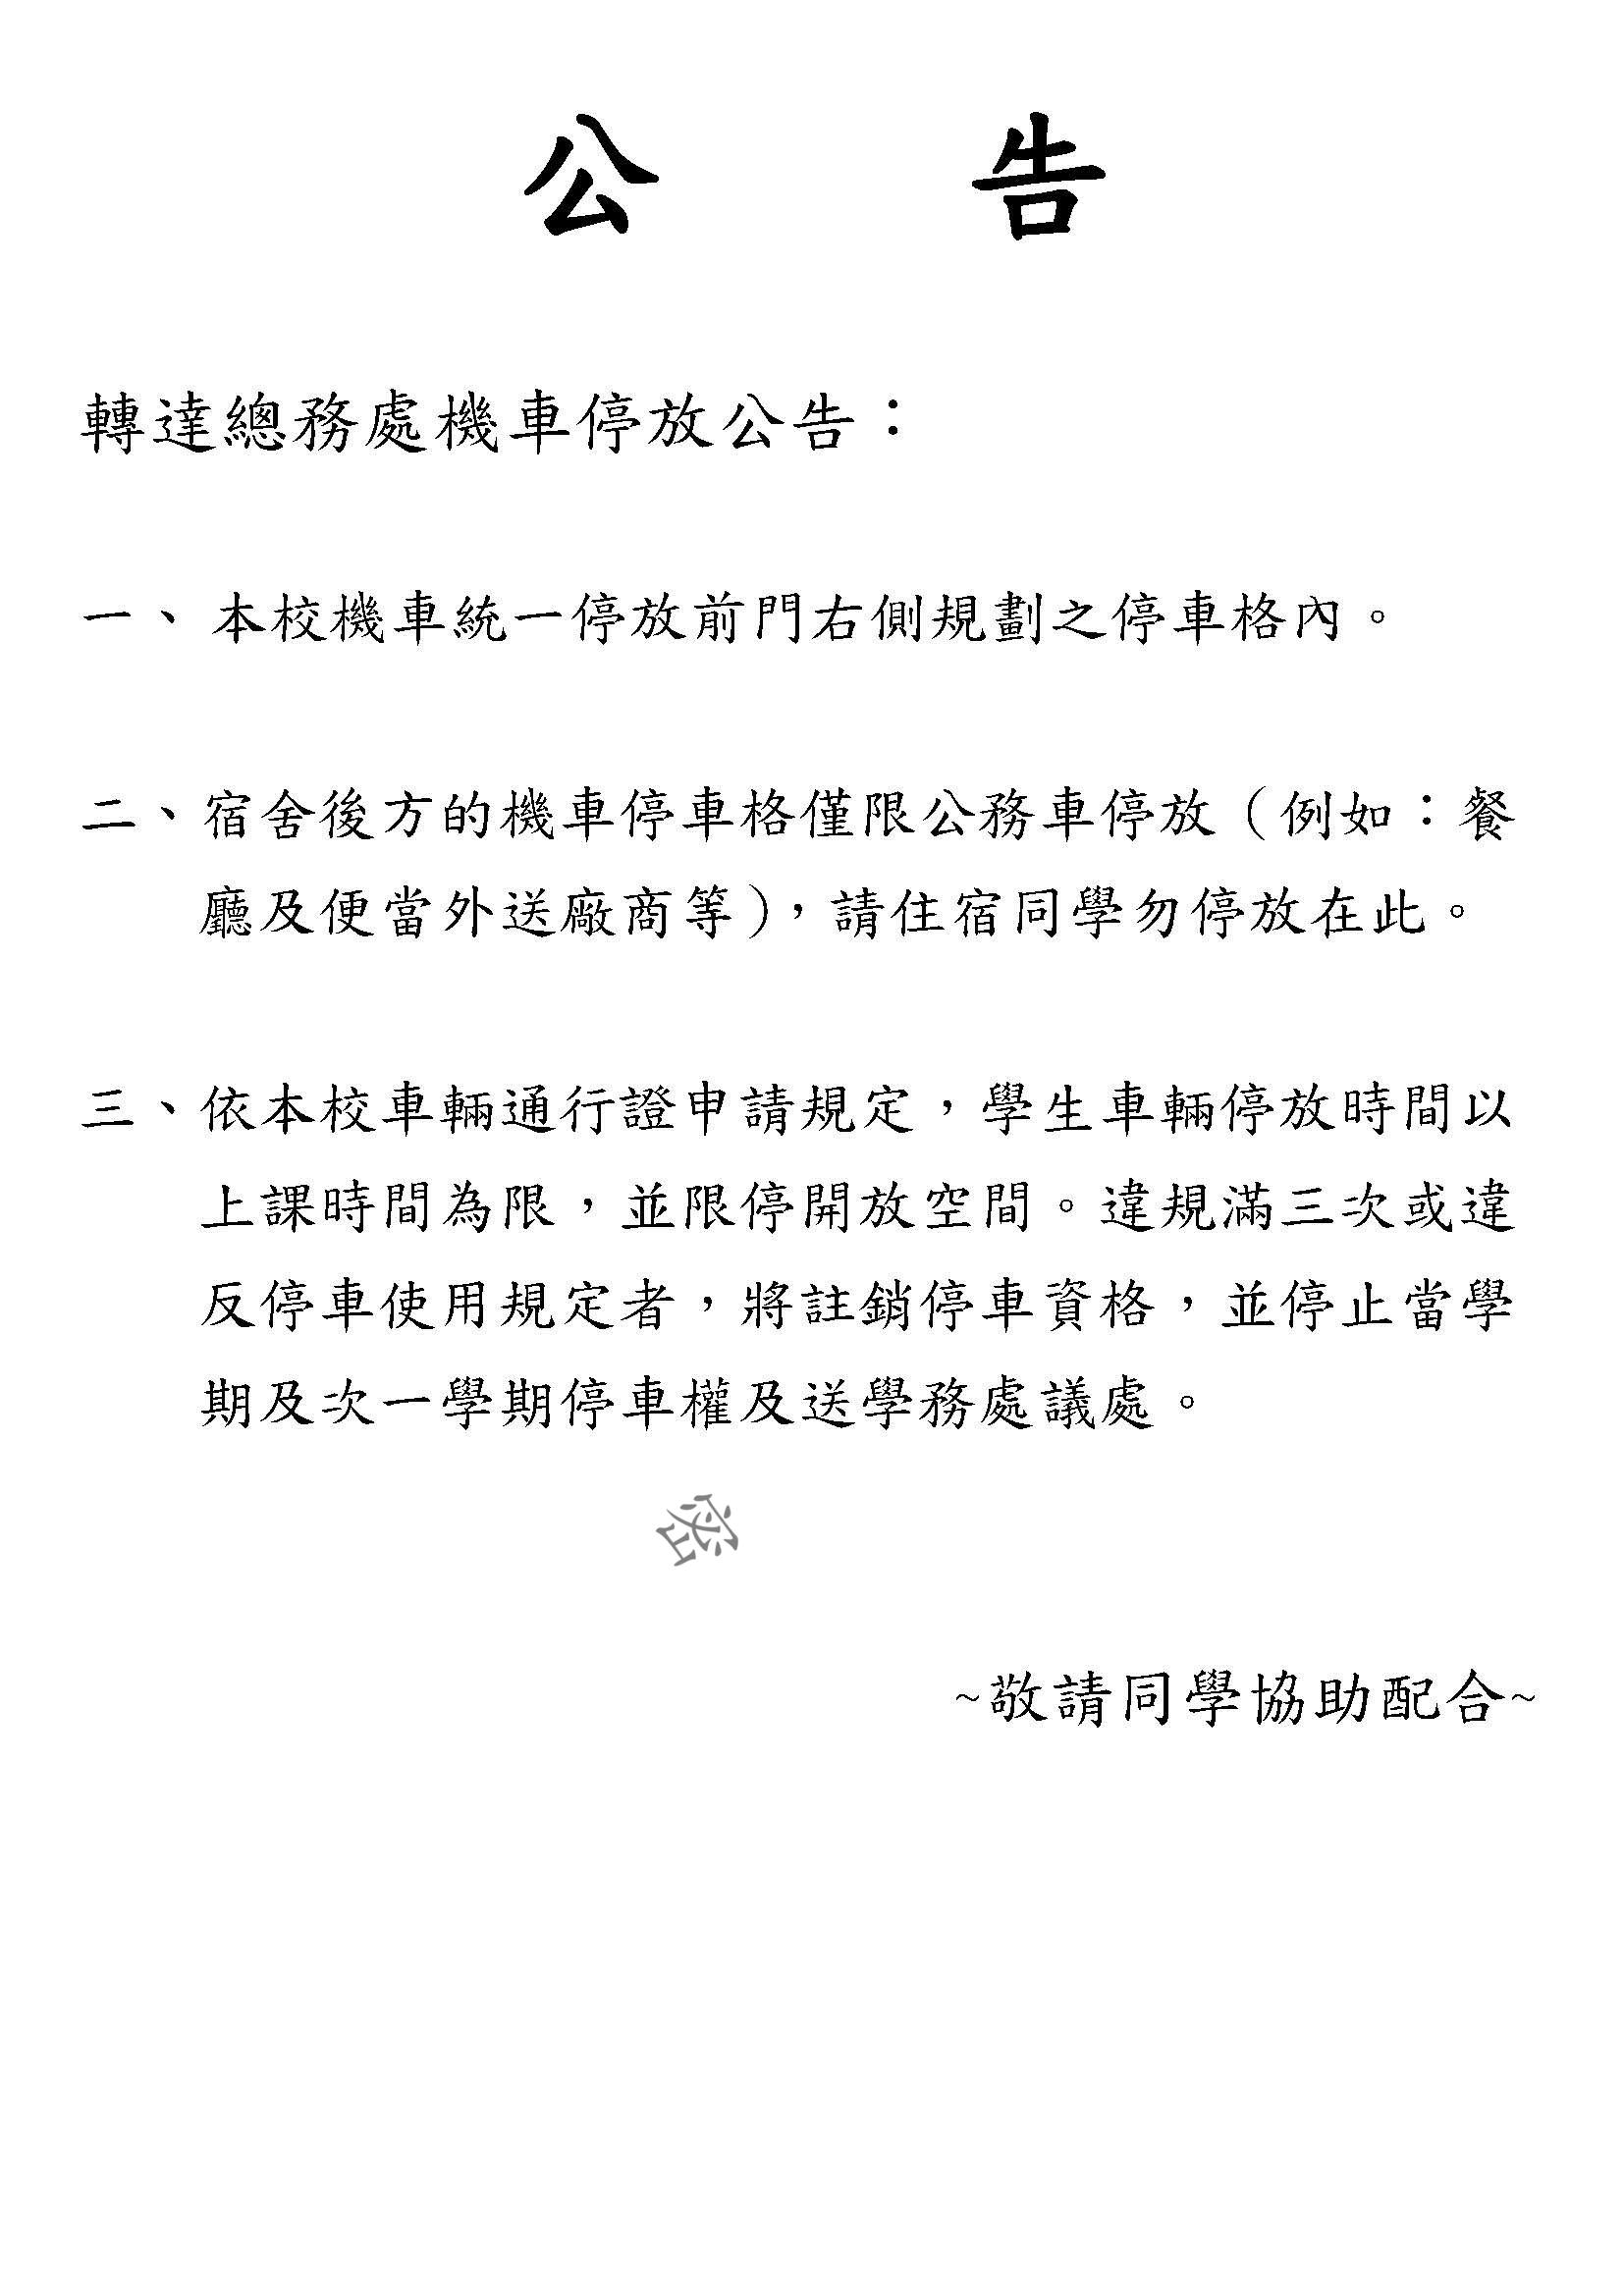 公告
轉達總務處機車停放公告：
一、本校機車統一停放前門右側規劃之停車格內。
二、宿舍後方的機車停車格僅限公務車停放（例如：餐
廳及便當外送廠商等），請住宿同學勿停放在此。
三、依本校車輛通行證申請規定，學生車輛停放時間以
上課時間為限，並限停開放空間。違規滿三次或違
反停車使用規定者，將註銷停車資格，並停止當學
期及次一學期停車權及送學務處議處。
密
~敬請同學協助配合~